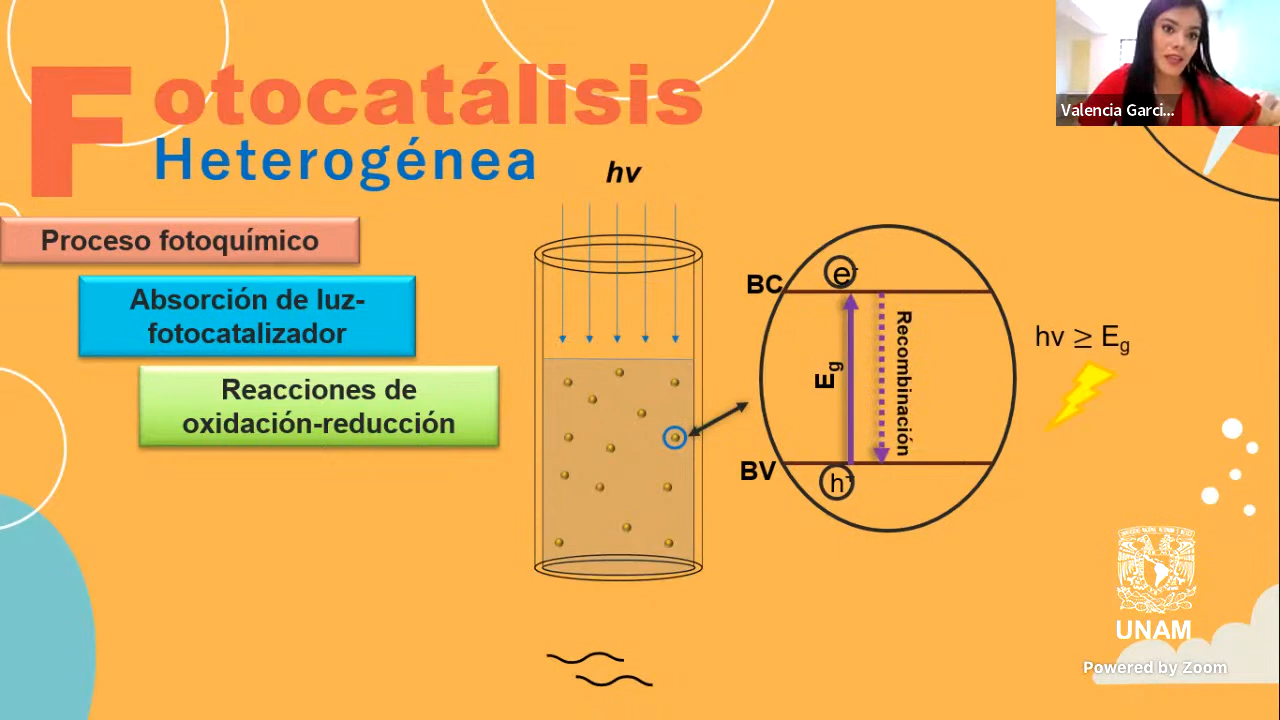 Fotocatálisis
Heterogénea
Valencia Garci...
hv
Proceso fotoquímico
Absorción de luz-
fotocatalizador
Reacciones de
oxidación-reducción
e-
BC
Eg
Recombinación
hv ≥ Eg
BV
h+
UNAM
Powered by Zoom